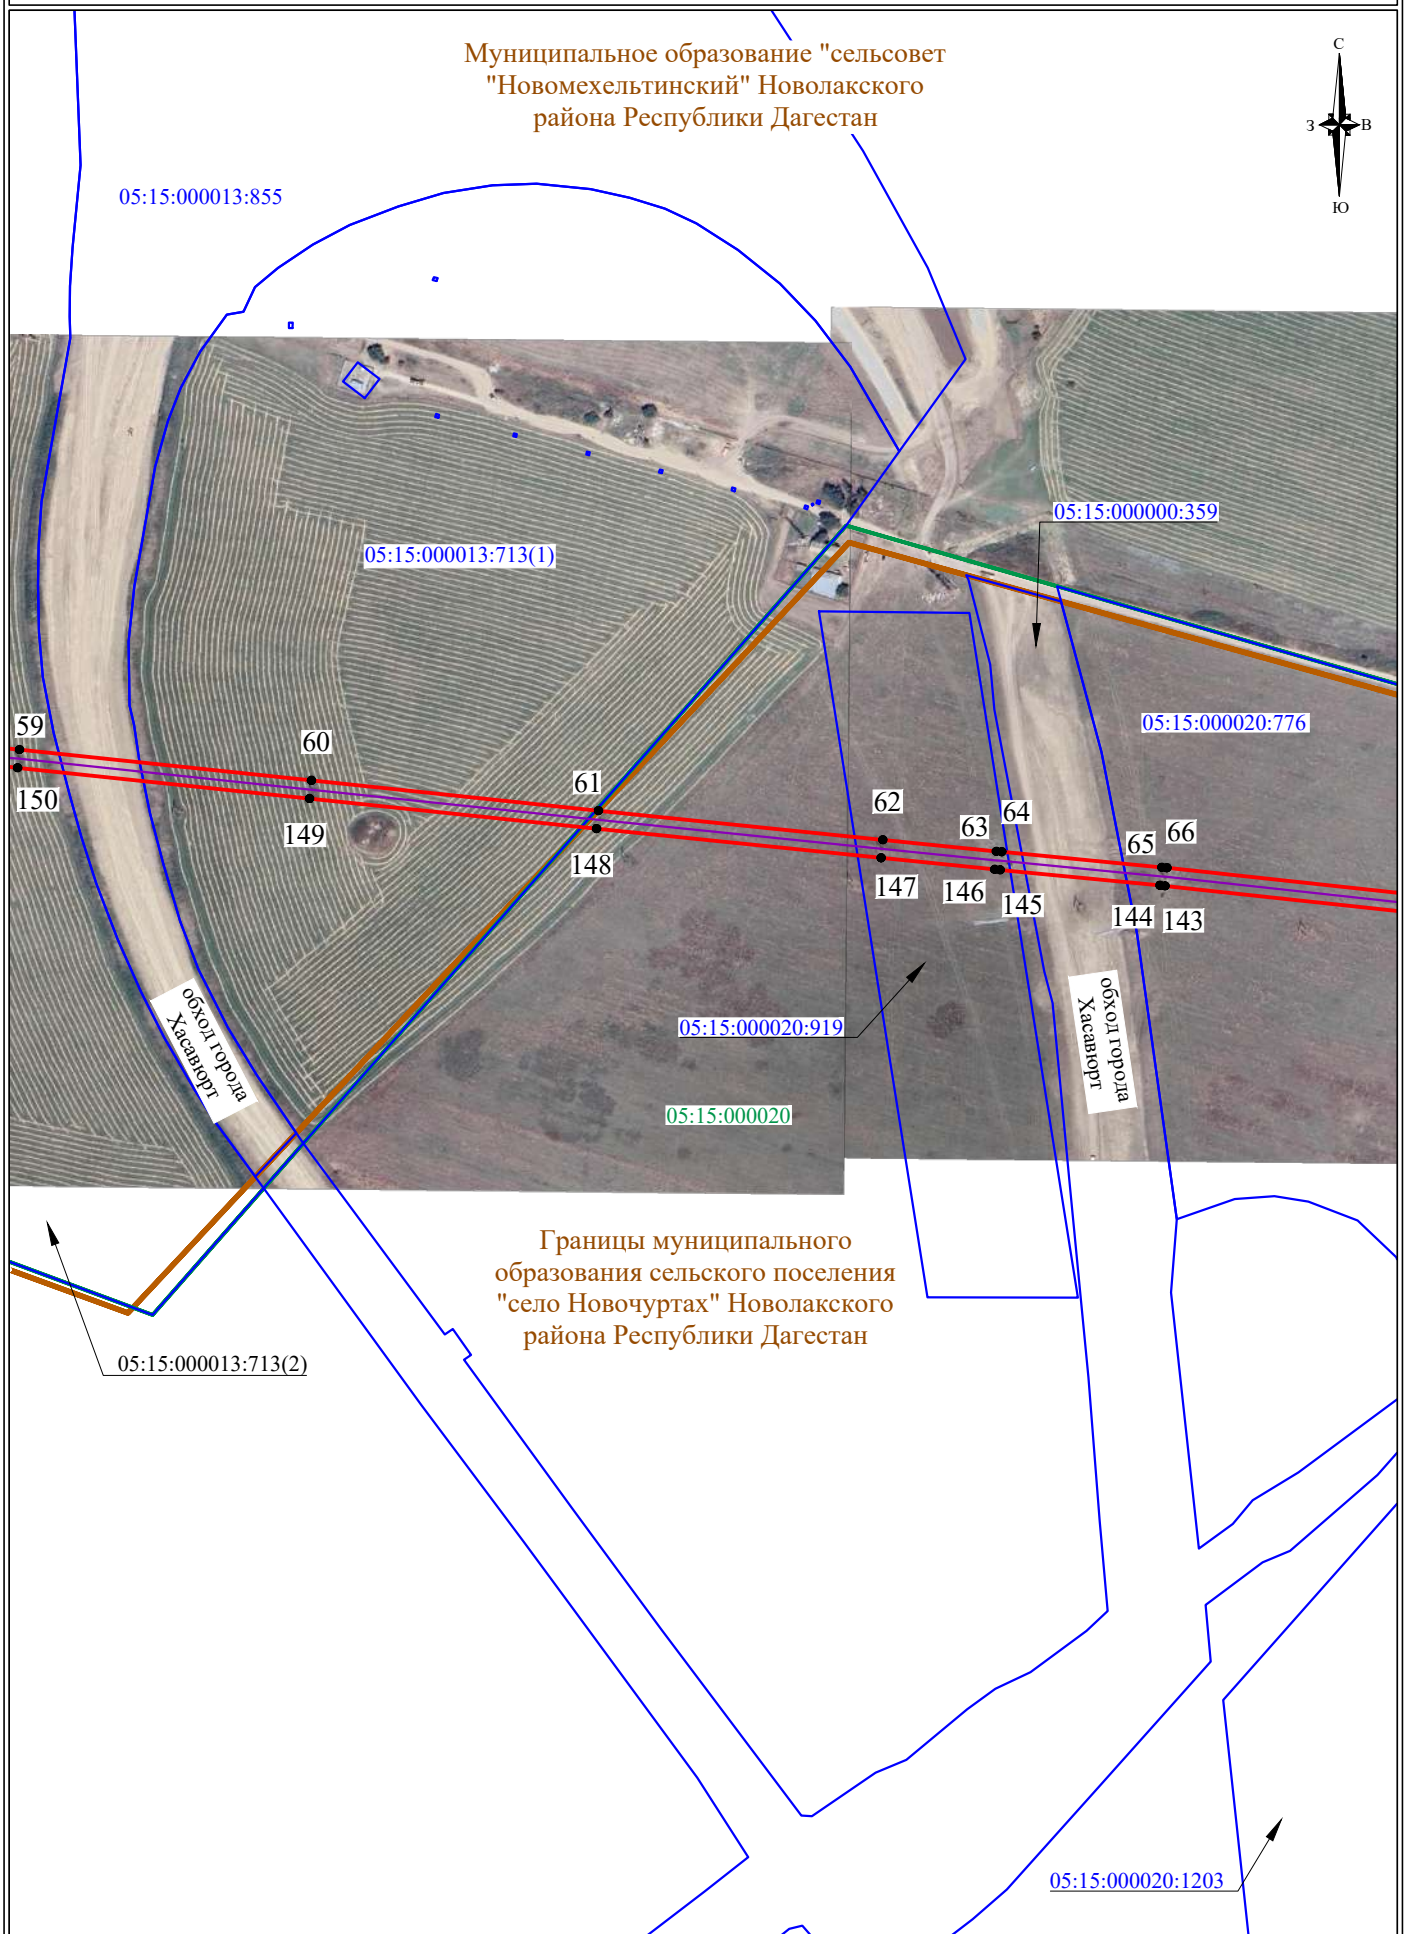 Муниципальное образование "сельсовет
"Новомехельтинский" Новолакского
района Республики Дагестан
С
З
В
Ю
05:15:000013:855
05:15:000000:359
05:15:000013:713(1)
05:15:000020:776
59
60
61
62
63
64
65
66
150
149
148
147
146
145
144
143
обход города
Хасавюрт
обход города
Хасавюрт
05:15:000020:919
05:15:000020
Границы муниципального
образования сельского поселения
"село Новочуртах" Новолакского
района Республики Дагестан
05:15:000013:713(2)
05:15:000020:1203